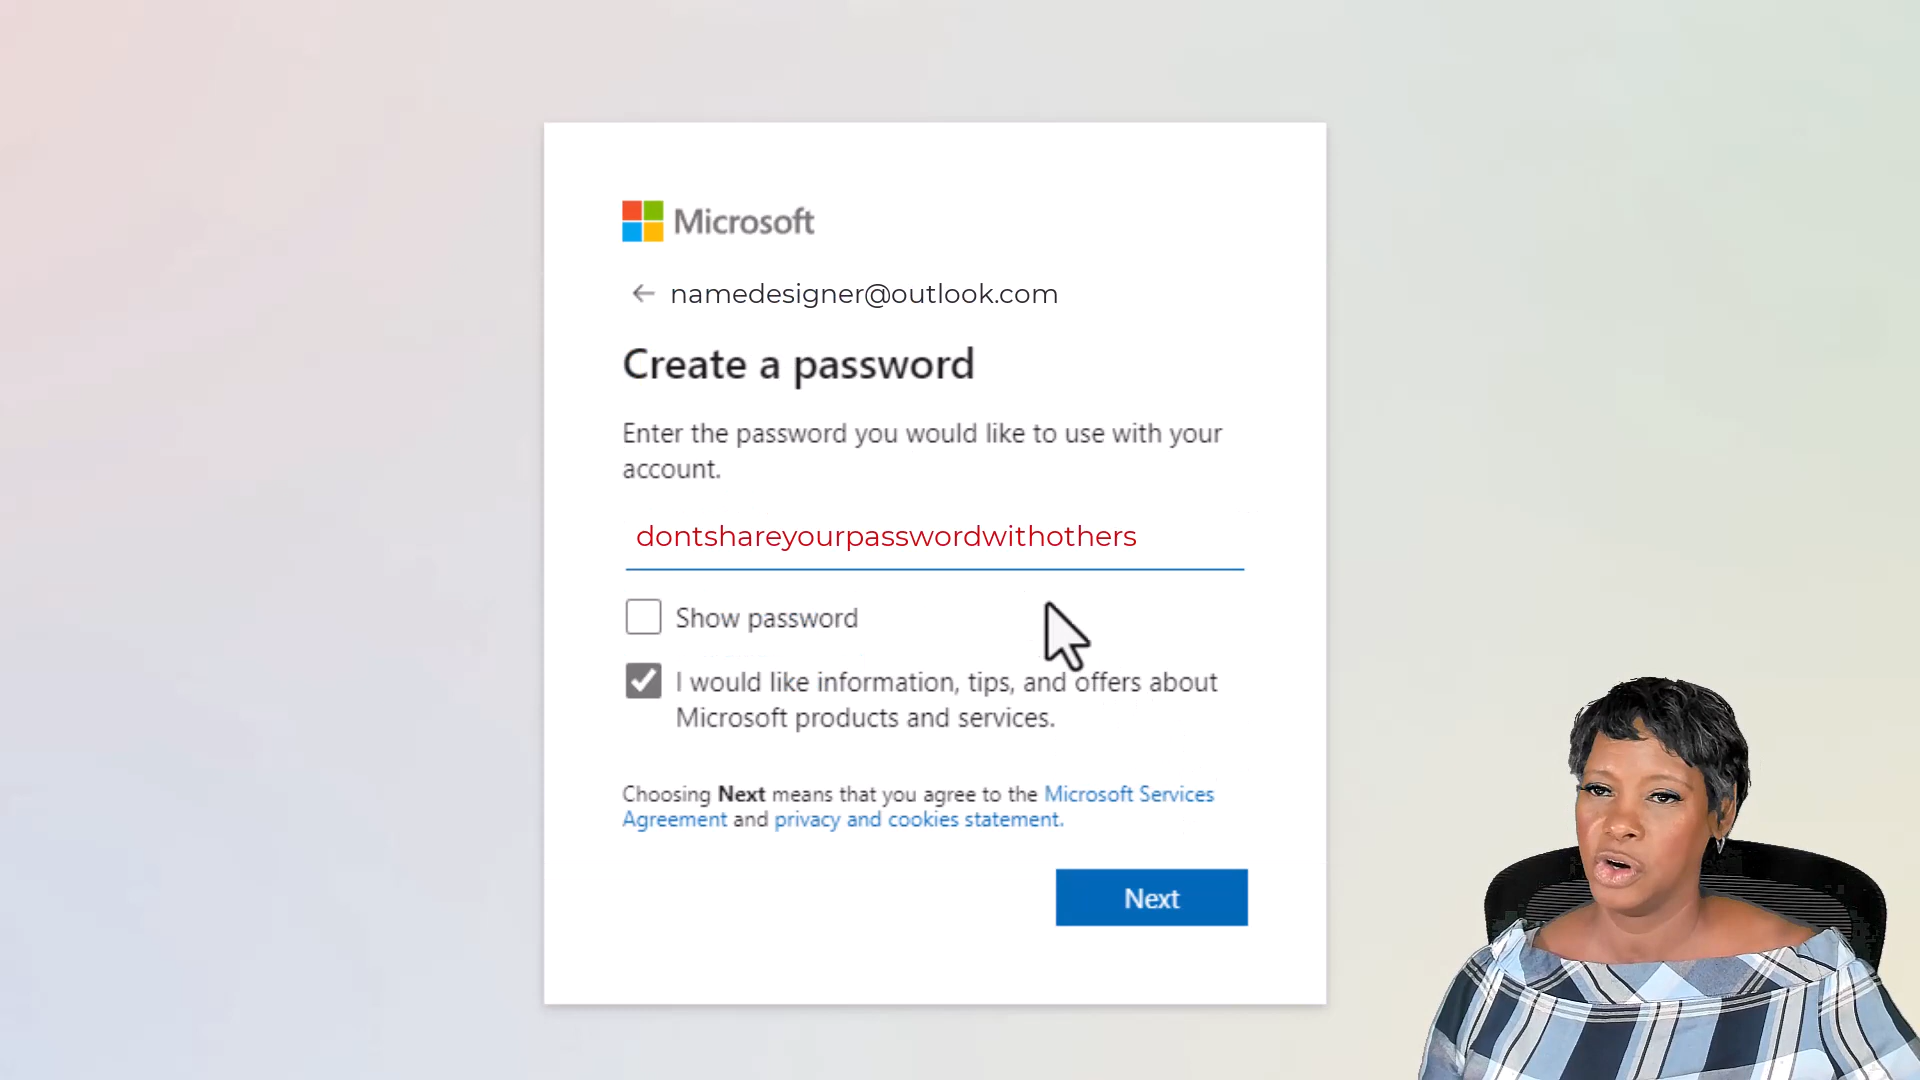 Microsoft
namedesigner@outlook.com
Create a password
Enter the password you would like to use with your
account.
dontshareyourpasswordwithothers
Show password
I would like information, tips, and offers about
Microsoft products and services.
Choosing Next means that you agree to the Microsoft Services
Agreement and privacy and cookies statement.
Next